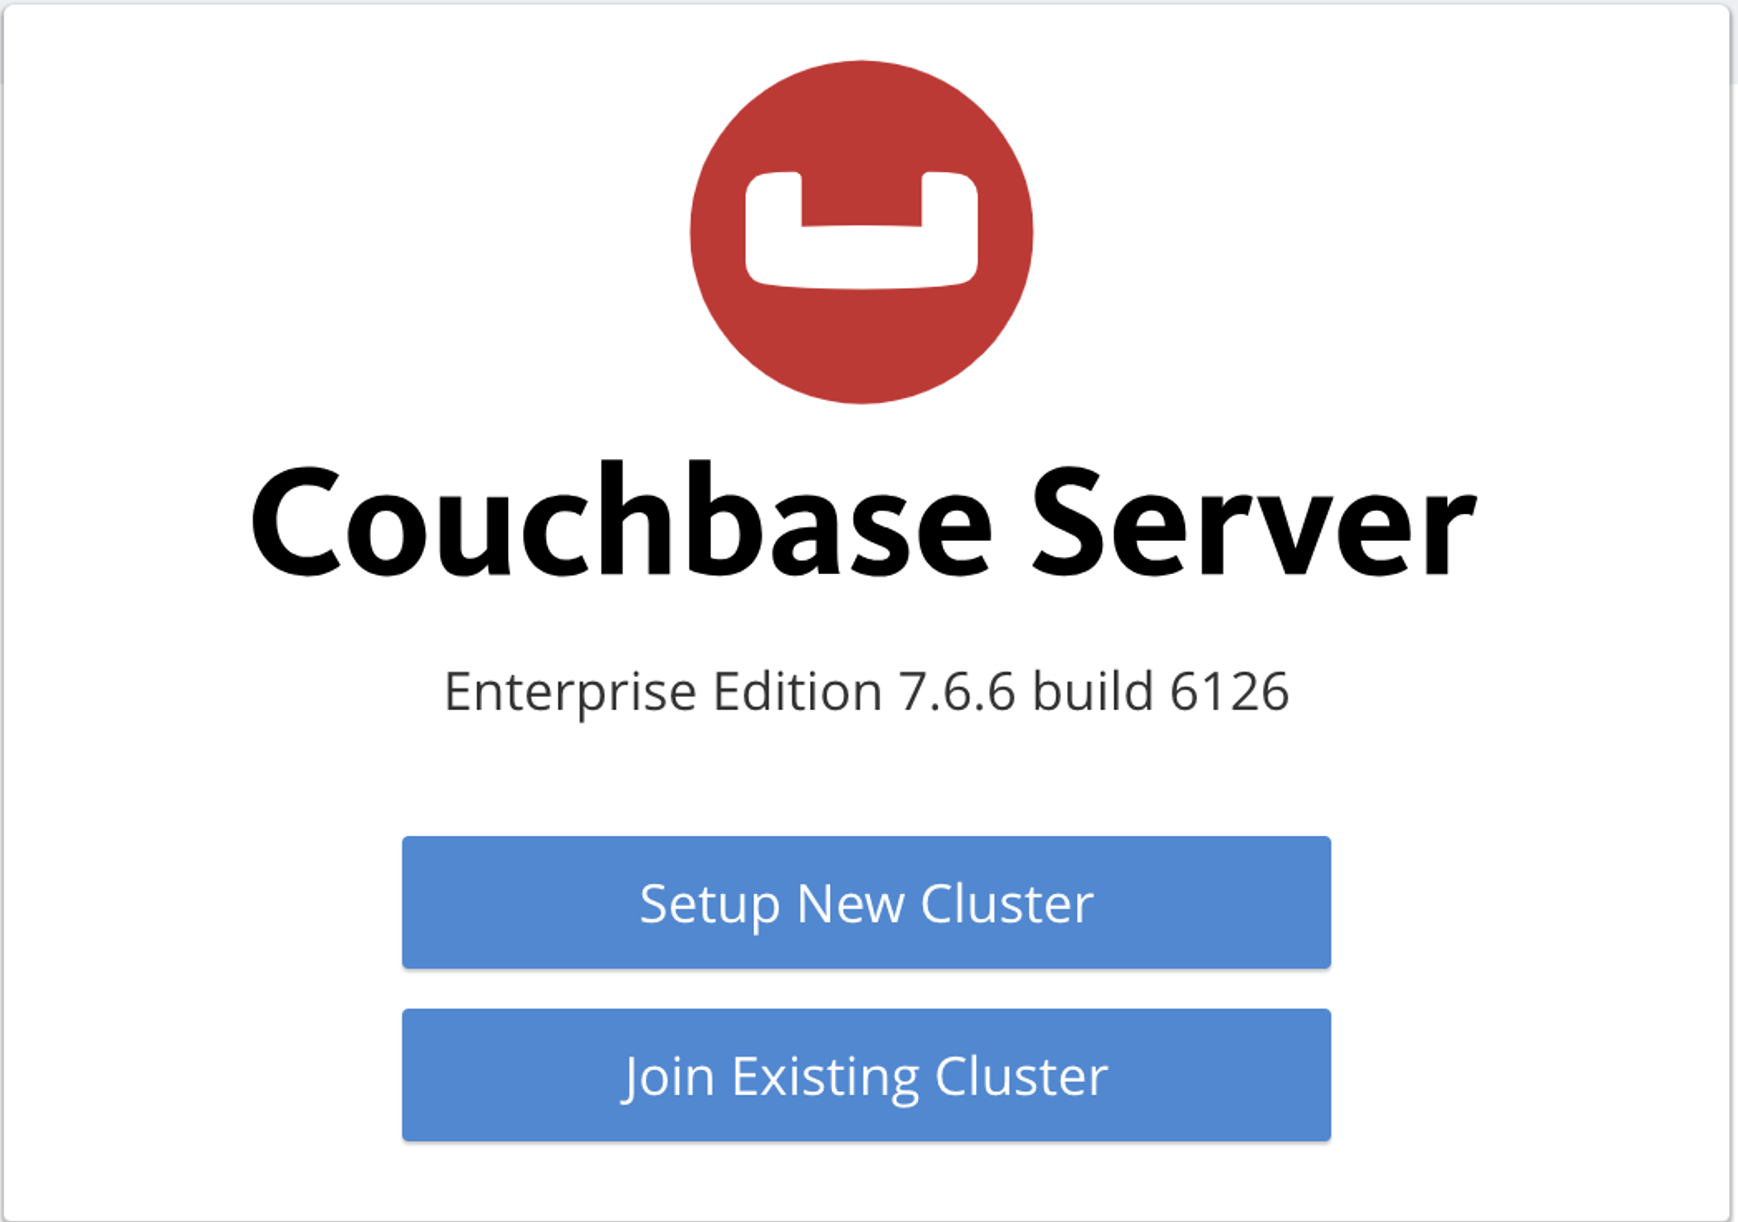 Couchbase Server
Enterprise Edition 7.6.6 build 6126
Setup New Cluster
Join Existing Cluster